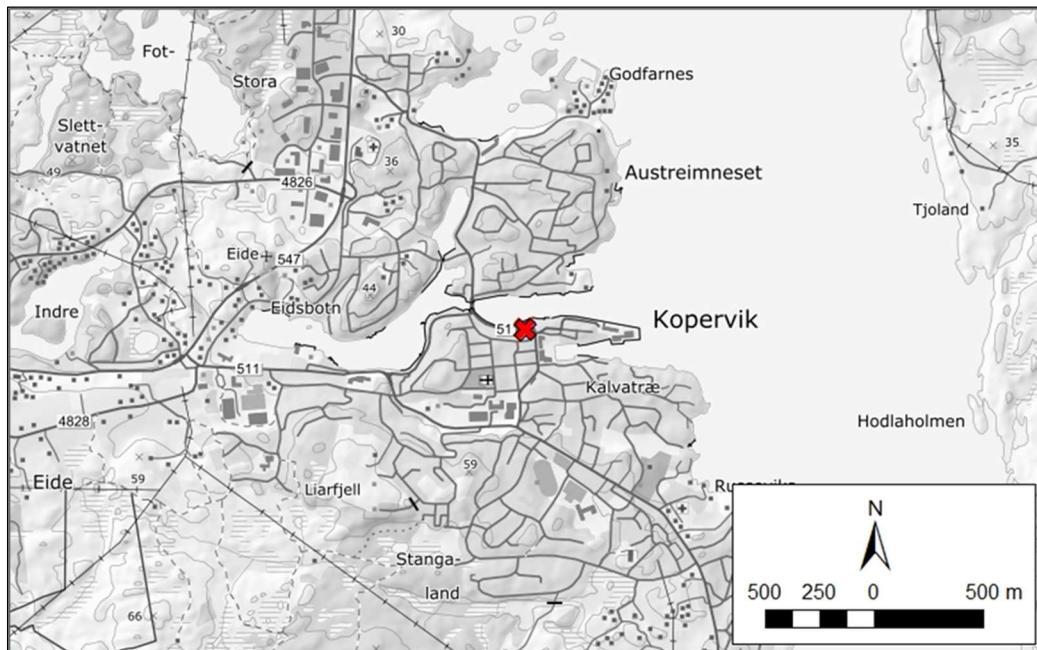 30
Fot-
Stora
Godfarnes
Slett-
vatnet
49
36
35
Austreimneset
4826
Tjoland
Eide
547
44
Indre
Eidsbotn
51
Kopervik
511
Kalvatræ
4828
Hodlaholmen
59
59
Eide
Liarfjell
Stanga-
land
66
N
500 250 0 500 m